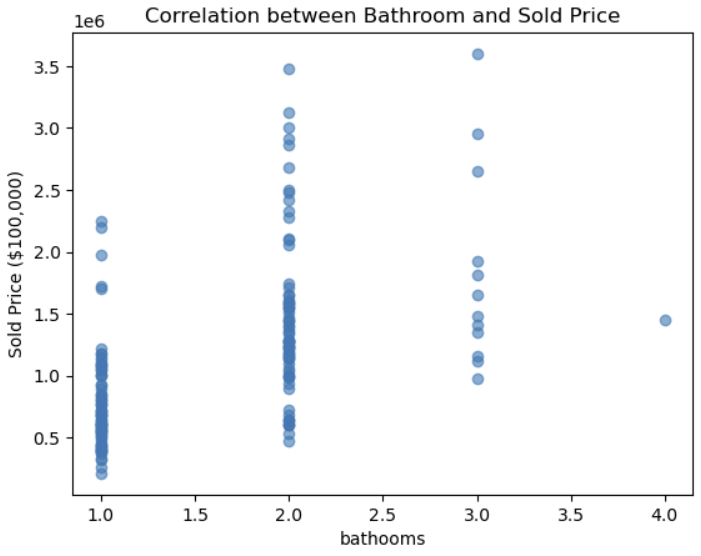 Correlation between Bathroom and Sold Price
1e6
3.5
3.0
2.5
2.0
1.5
1.0
0.5
Sold Price ($100,000)
1.0 1.5 2.0 2.5 3.0 3.5 4.0
bathooms